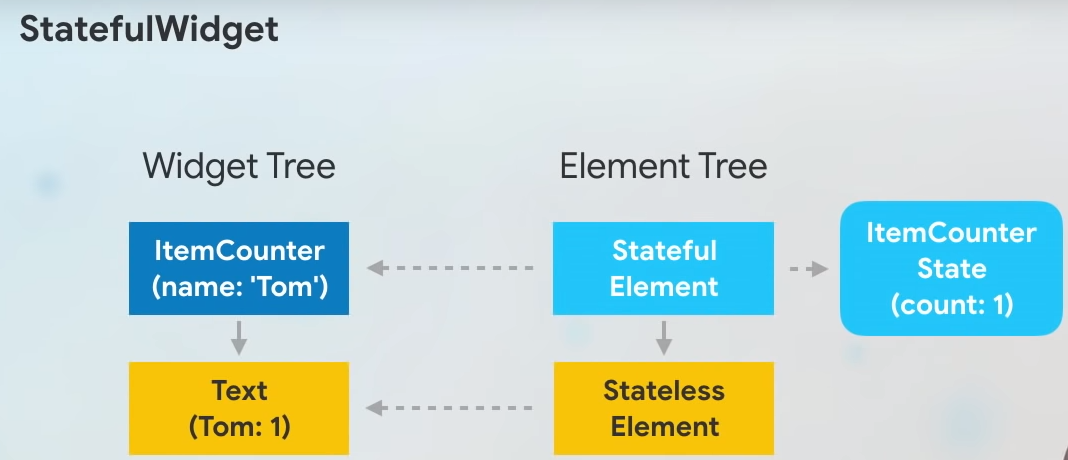 StatefulWidget
Widget Tree
Element Tree
ItemCounter
(name: 'Tom')
Stateful
Element
ItemCounter
State
(count: 1)
Text
(Tom: 1)
Stateless
Element